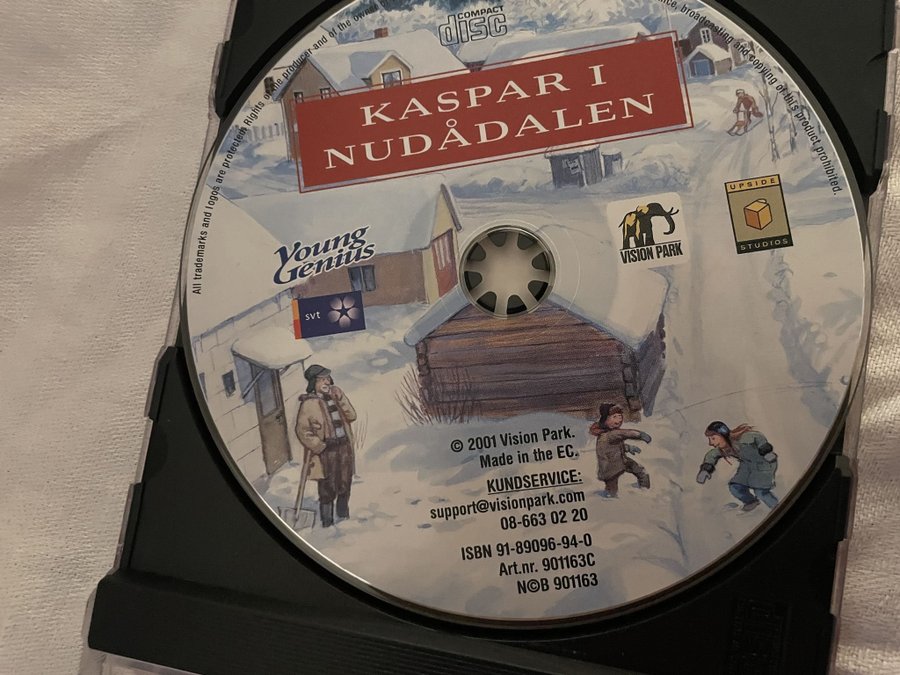 COMPACT
disc
All trademarks and logos are protected. Rights of the producer and of the owner
broadcasting and copying of this product prohibited.
KASPAR I
NUDÅDALEN
Young
Genius
svt
VISION PARK
UPSIDE
STUDIOS
© 2001 Vision Park.
Made in the EC.
KUNDSERVICE:
support@visionpark.com
08-663 02 20
ISBN 91-89096-94-0
Art.nr. 901163C
N©B 901163